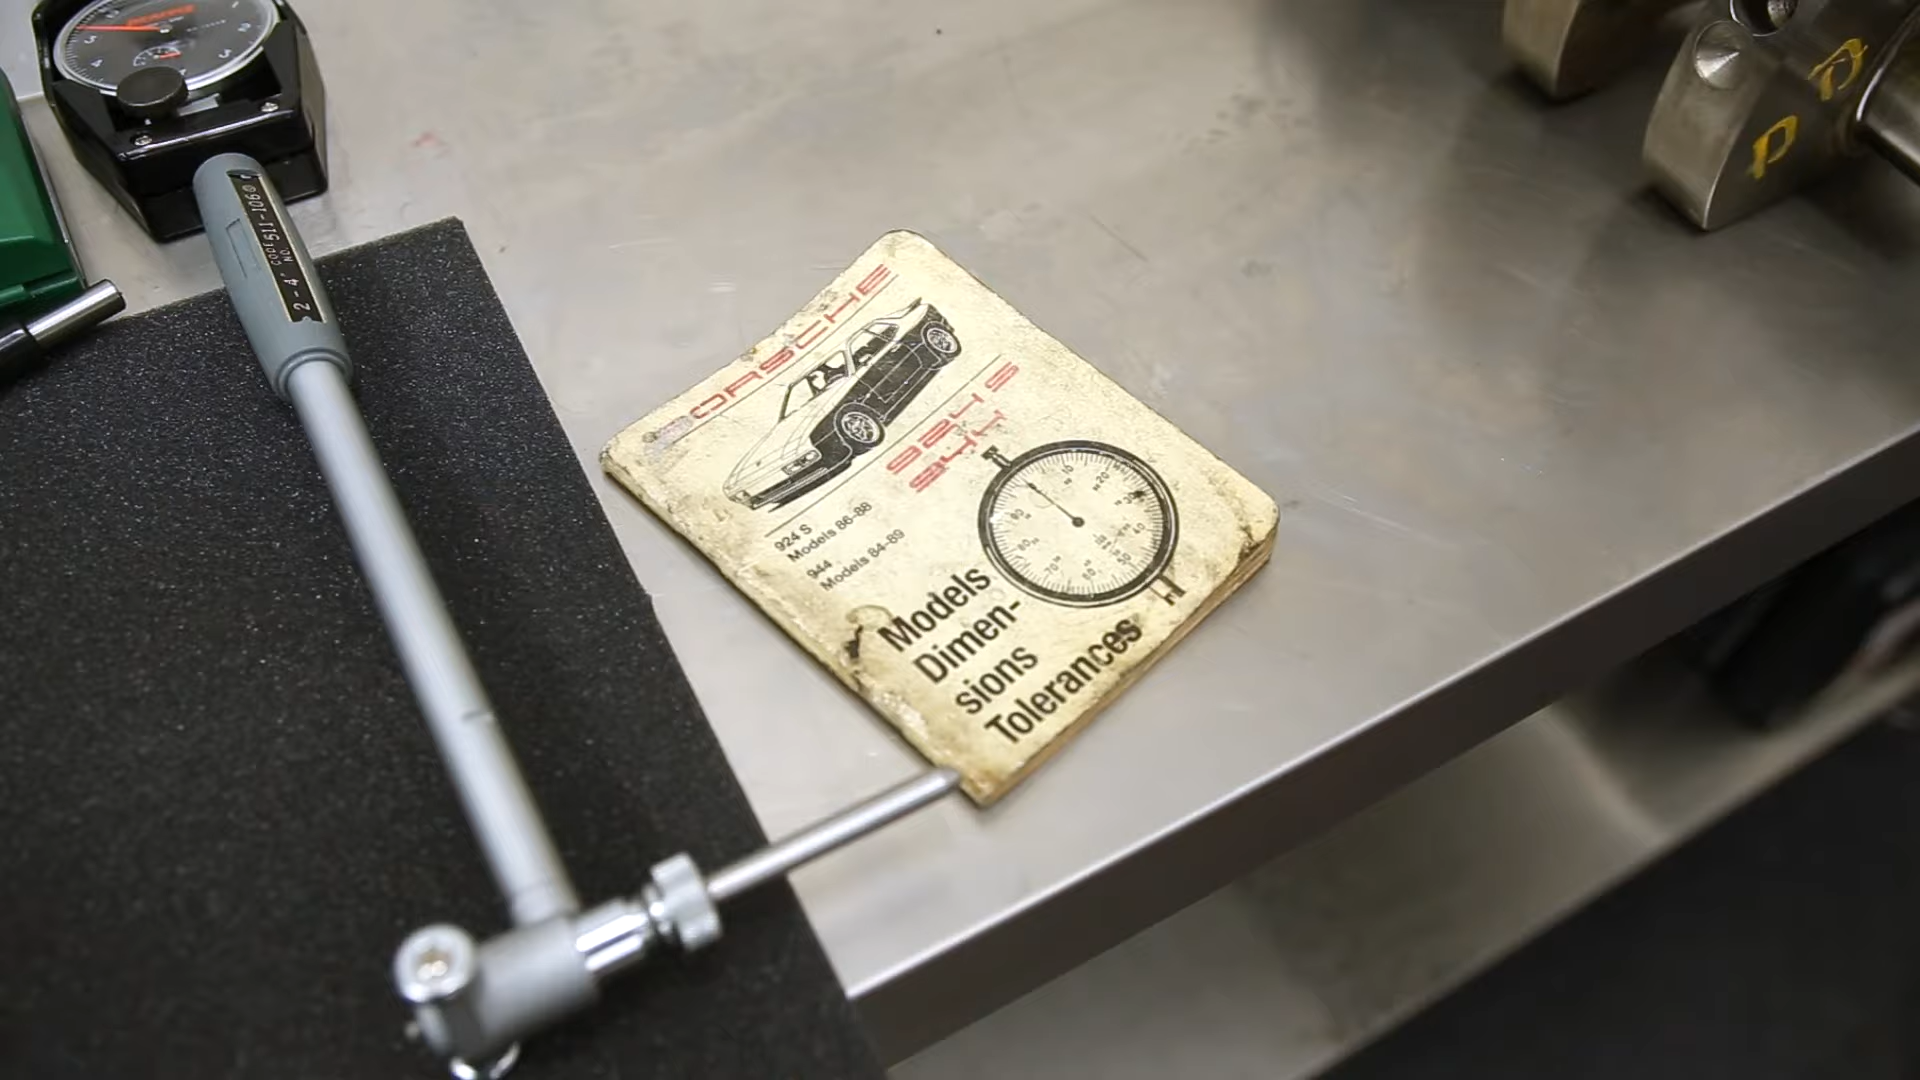 PORSCHE
924 S
944
924 S
Models 86-88
944
Models 84-89
Models
Dimen-
sions
Tolerances
2-4"
CODE NO. 511-106
P